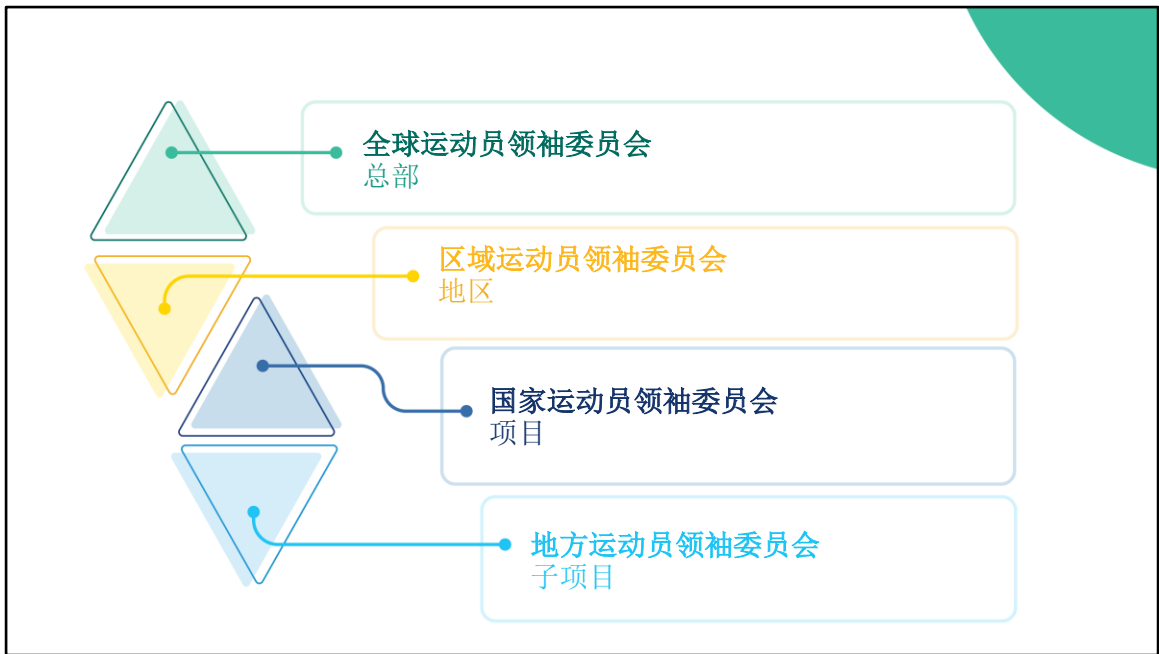 全球运动员领袖委员会
总部
区域运动员领袖委员会
地区
国家运动员领袖委员会
项目
地方运动员领袖委员会
子项目